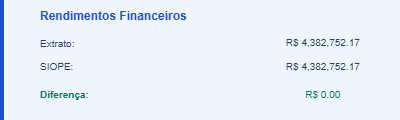 Rendimentos Financeiros
Extrato: R$ 4,382,752.17
SIOPE: R$ 4,382,752.17
Diferença: R$ 0.00